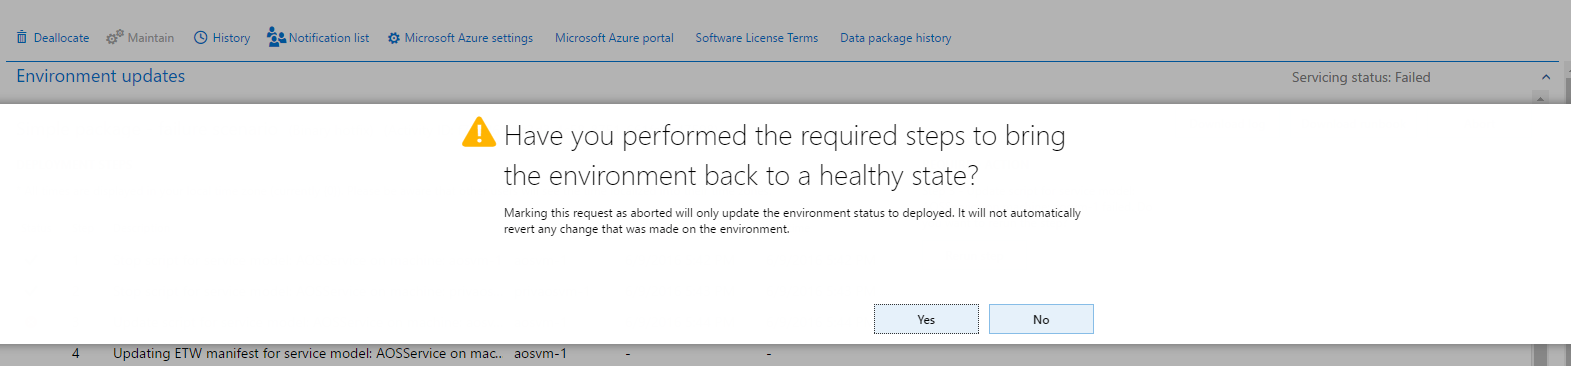 Deallocate Maintain History Notification list Microsoft Azure settings Microsoft Azure portal Software License Terms Data package history
Environment updates Servicing status: Failed
Have you performed the required steps to bring
the environment back to a healthy state?
Marking this request as aborted will only update the environment status to deployed. It will not automatically
revert any change that was made on the environment.
Yes No
4 Updating ETW manifest for service model: AOSService on mac.. aosvm-1 - -